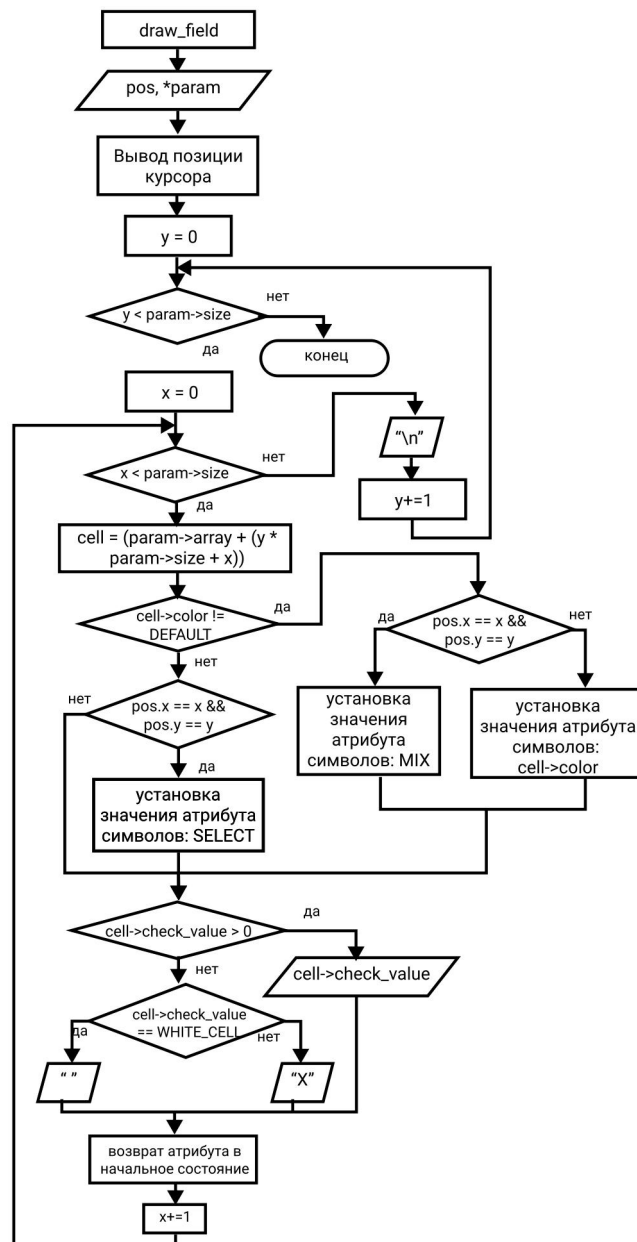 draw_field
pos, *param
Вывод позиции
курсора
y = 0
y < param->size
нет
да
конец
x = 0
“\n”
x < param->size
нет
да
y+=1
cell = (param->array + (y *
param->size + x))
cell->color !=
DEFAULT
да
нет
pos.x == x &&
pos.y == y
да
нет
pos.x == x &&
pos.y == y
нет
да
установка
значения
атрибута
символов: MIX
установка
значения атрибута
символов:
cell->color
установка
значения атрибута
символов: SELECT
cell->check_value > 0
да
нет
cell->check_value
cell->check_value
== WHITE_CELL
да
нет
“ ”
“X”
возврат атрибута в
начальное состояние
x+=1